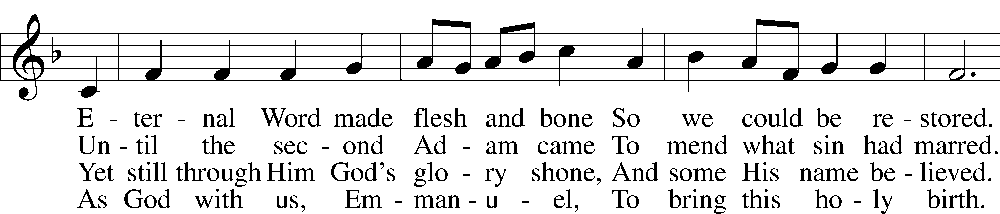 E - ter - nal Word made flesh and bone So we could be re - stored.
Un - til the sec - ond Ad - am came To mend what sin had marred.
Yet still through Him God's glo - ry shone, And some His name be - lieved.
As God with us, Em - man - u - el, To bring this ho - ly birth.